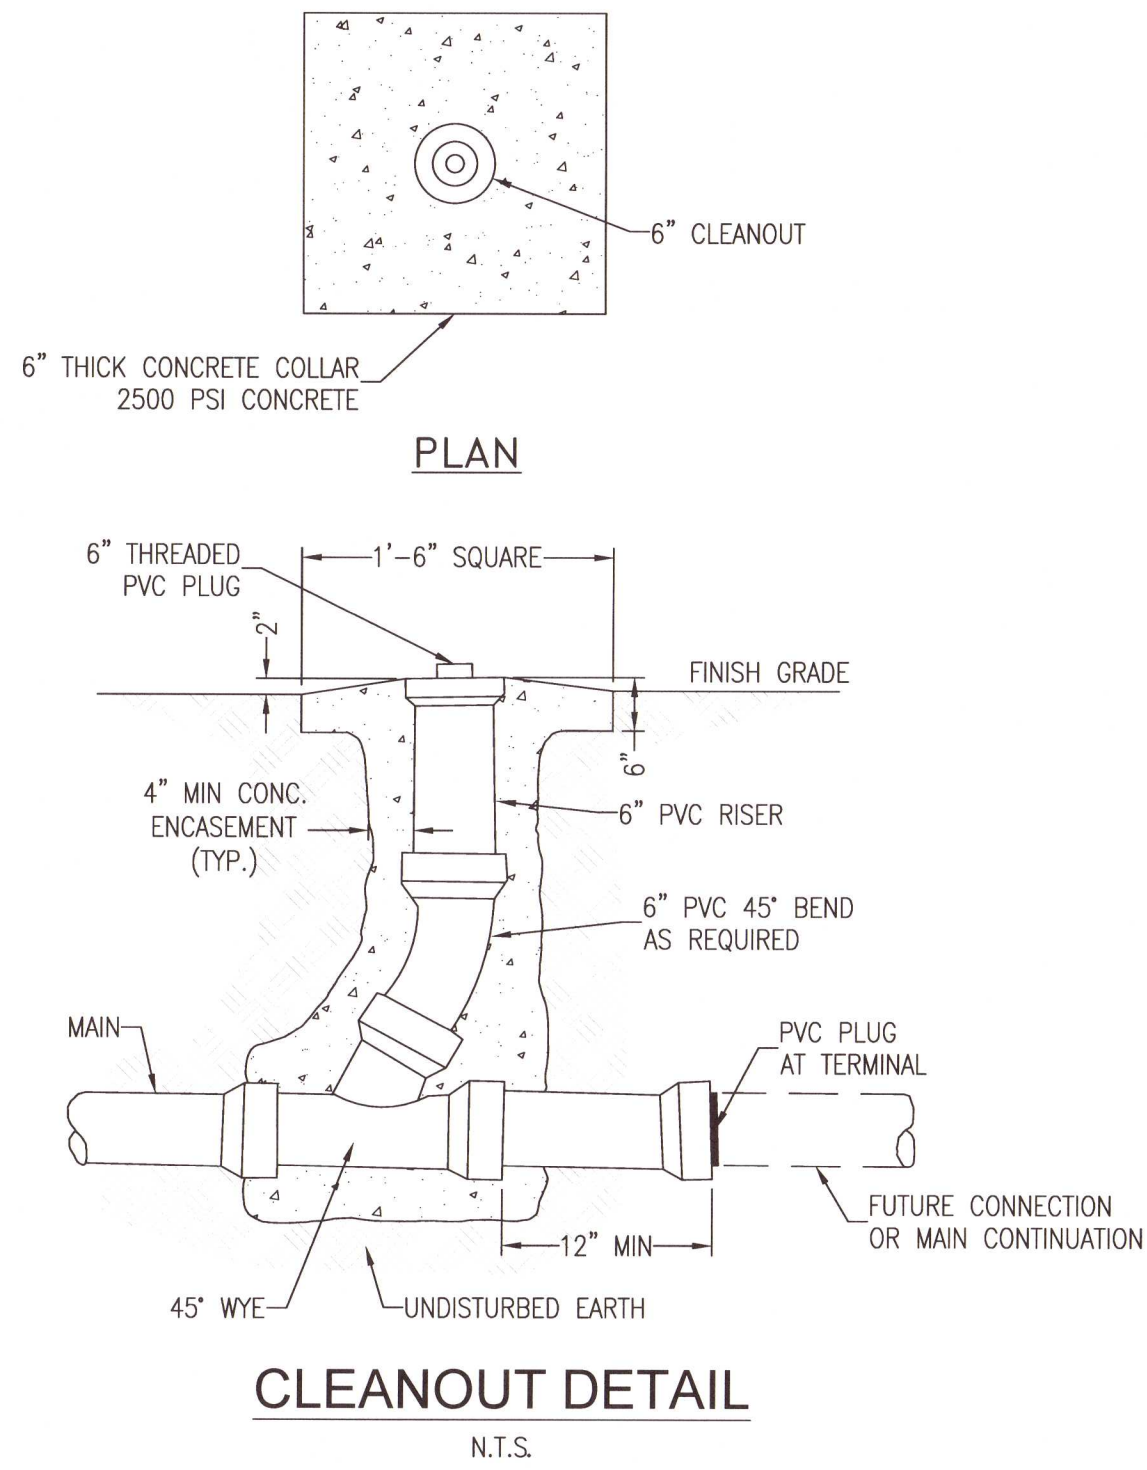 6” CLEANOUT
6” THICK CONCRETE COLLAR
2500 PSI CONCRETE
PLAN
6” THREADED
PVC PLUG
1’-6” SQUARE
2”
FINISH GRADE
6”
4” MIN CONC.
ENCASEMENT
(TYP.)
6” PVC RISER
6” PVC 45° BEND
AS REQUIRED
MAIN
PVC PLUG
AT TERMINAL
FUTURE CONNECTION
OR MAIN CONTINUATION
12” MIN
45° WYE
UNDISTURBED EARTH
CLEANOUT DETAIL
N.T.S.